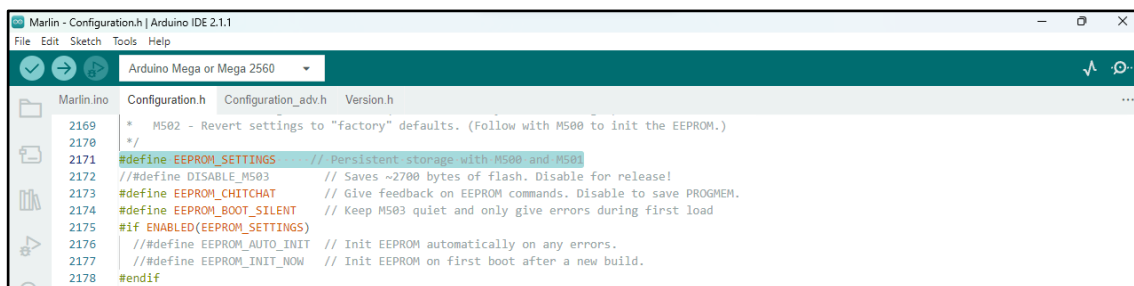 Marlin - Configuration.h | Arduino IDE 2.1.1
File Edit Sketch Tools Help
Arduino Mega or Mega 2560
Marlin.ino Configuration.h Configuration_adv.h Version.h
2169 * M502 - Revert settings to "factory" defaults. (Follow with M500 to init the EEPROM.)
2170 */
2171 #define EEPROM_SETTINGS // Persistent storage with M500 and M501
2172 //#define DISABLE_M503 // Saves ~2700 bytes of flash. Disable for release!
2173 #define EEPROM_CHITCHAT // Give feedback on EEPROM commands. Disable to save PROGMEM.
2174 #define EEPROM_BOOT_SILENT // Keep M503 quiet and only give errors during first load
2175 #if ENABLED(EEPROM_SETTINGS)
2176 //#define EEPROM_AUTO_INIT // Init EEPROM automatically on any errors.
2177 //#define EEPROM_INIT_NOW // Init EEPROM on first boot after a new build.
2178 #endif